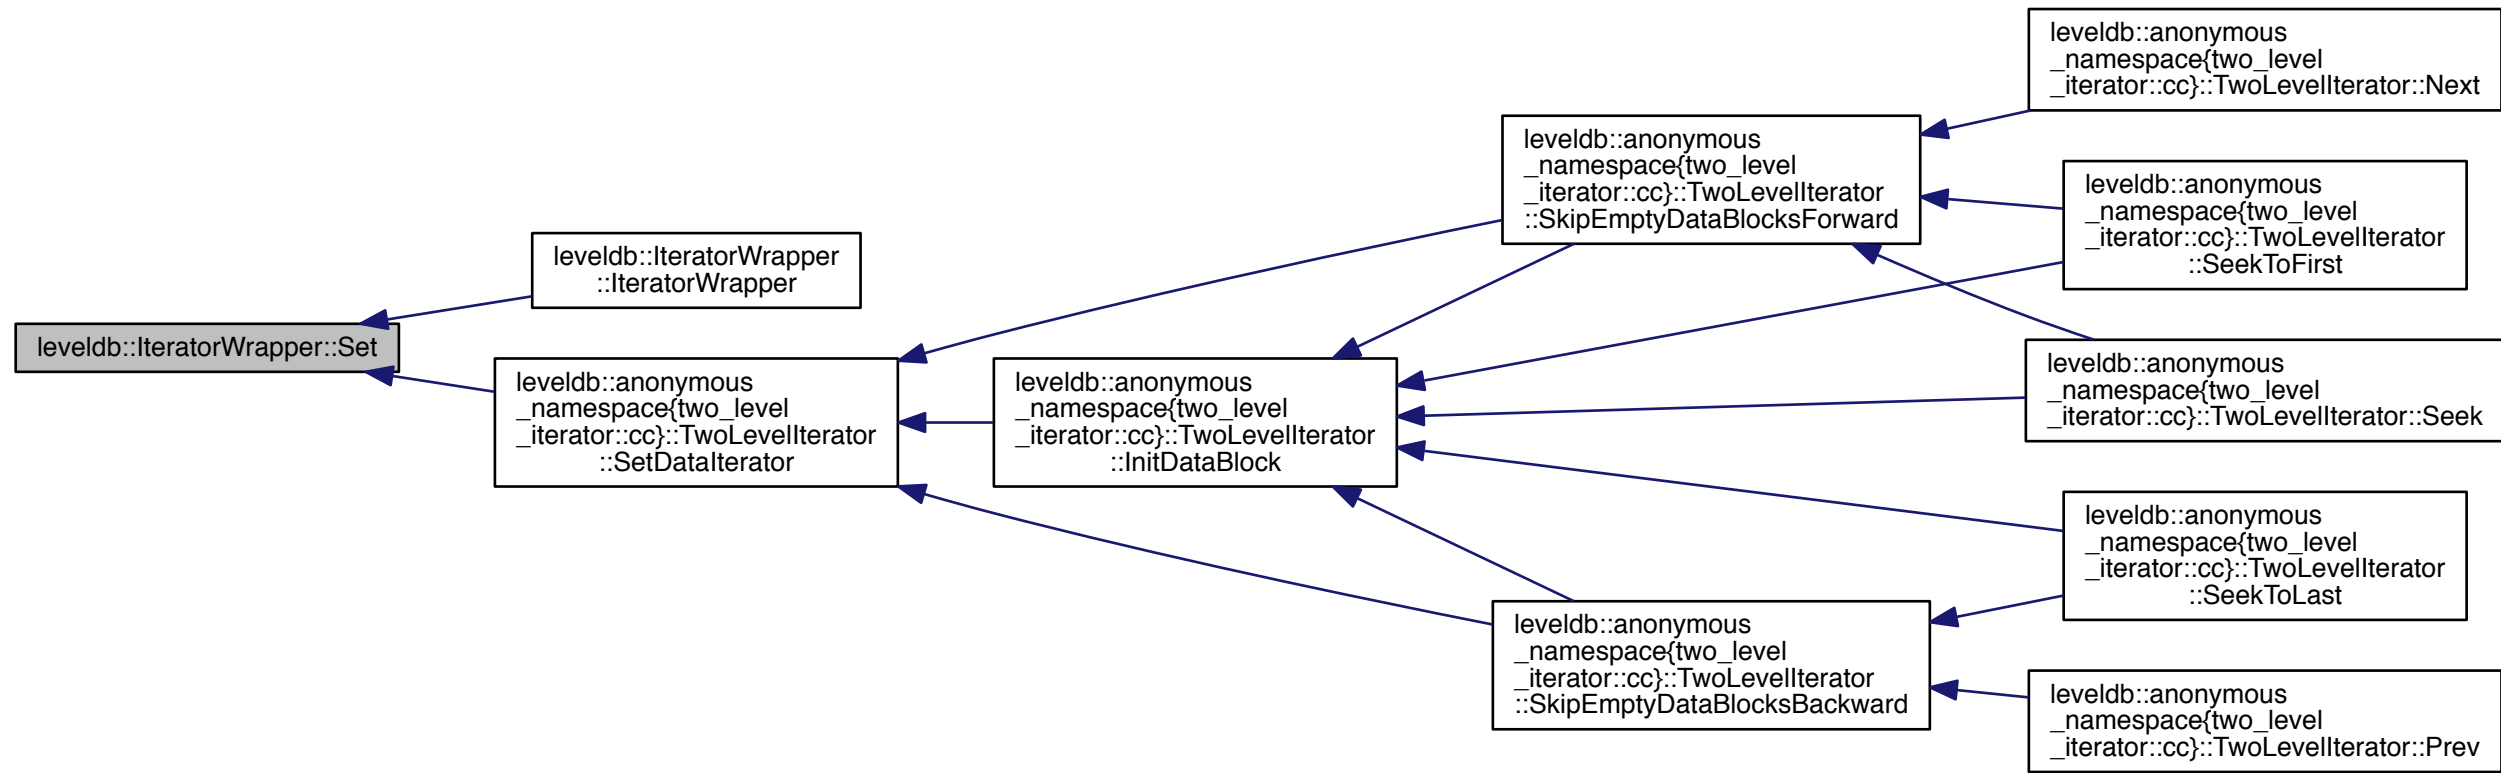 leveldb::IteratorWrapper::Set
leveldb::IteratorWrapper
::IteratorWrapper
leveldb::anonymous
_namespace{two_level
_iterator::cc}::TwoLevelIterator
::SetDataIterator
leveldb::anonymous
_namespace{two_level
_iterator::cc}::TwoLevelIterator
::InitDataBlock
leveldb::anonymous
_namespace{two_level
_iterator::cc}::TwoLevelIterator
::SkipEmptyDataBlocksForward
leveldb::anonymous
_namespace{two_level
_iterator::cc}::TwoLevelIterator
::SkipEmptyDataBlocksBackward
leveldb::anonymous
_namespace{two_level
_iterator::cc}::TwoLevelIterator::Next
leveldb::anonymous
_namespace{two_level
_iterator::cc}::TwoLevelIterator
::SeekToFirst
leveldb::anonymous
_namespace{two_level
_iterator::cc}::TwoLevelIterator::Seek
leveldb::anonymous
_namespace{two_level
_iterator::cc}::TwoLevelIterator
::SeekToLast
leveldb::anonymous
_namespace{two_level
_iterator::cc}::TwoLevelIterator::Prev